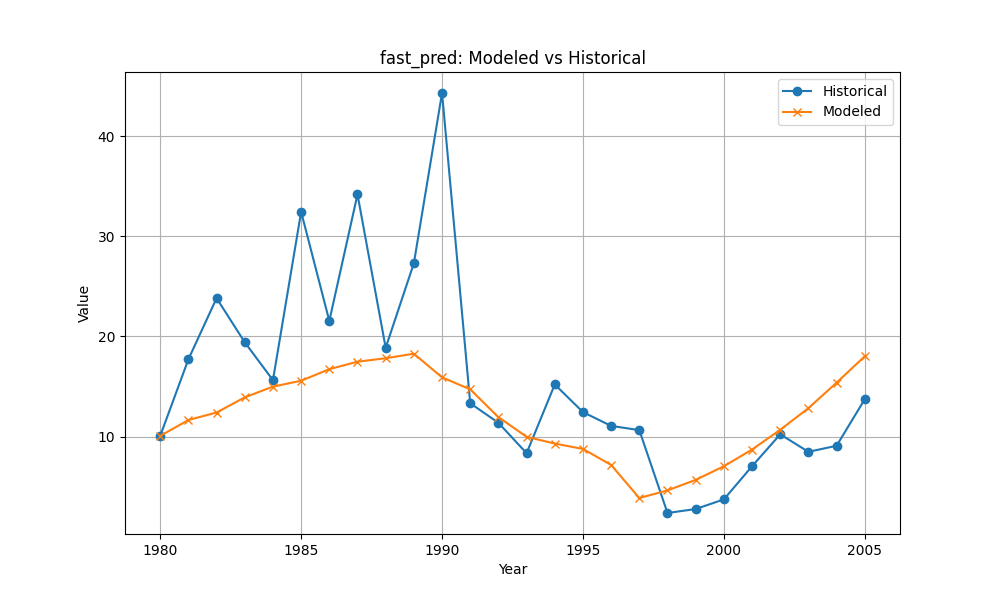 fast_pred: Modeled vs Historical
Historical
Modeled
Value
40
30
20
10
1980
1985
1990
1995
2000
2005
Year